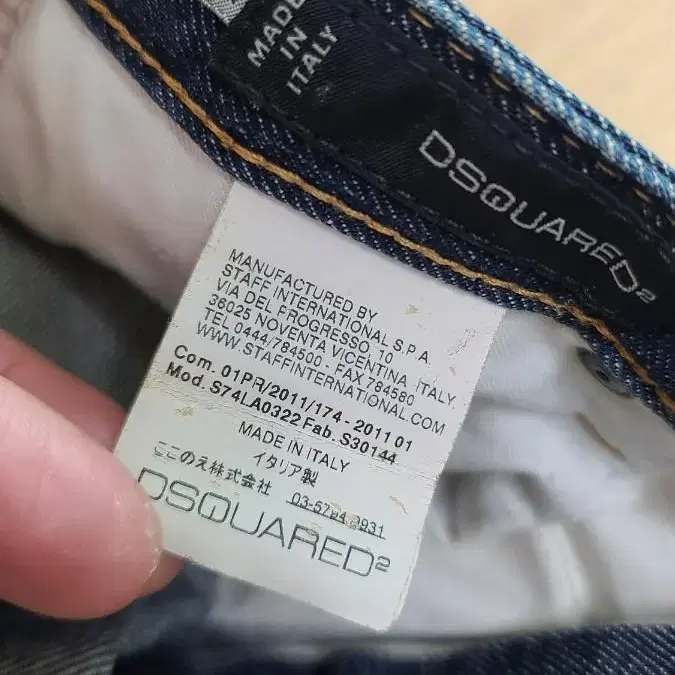 MADE
IN
ITALY
DSQUARED2
MANUFACTURED BY
STAFF INTERNATIONAL S.P.A.
VIA DEL PROGRESSO, 10
36025 NOVENTA VICENTINA ITALY.
TEL 0444/784500 - FAX 784580
WWW.STAFFINTERNATIONAL.COM
Com. 01PR/2011/174 - 2011 01
Mod. S74LA0322 Fab. S30144
MADE IN ITALY
イタリア製
ここのえ株式会社
DSQUARED2